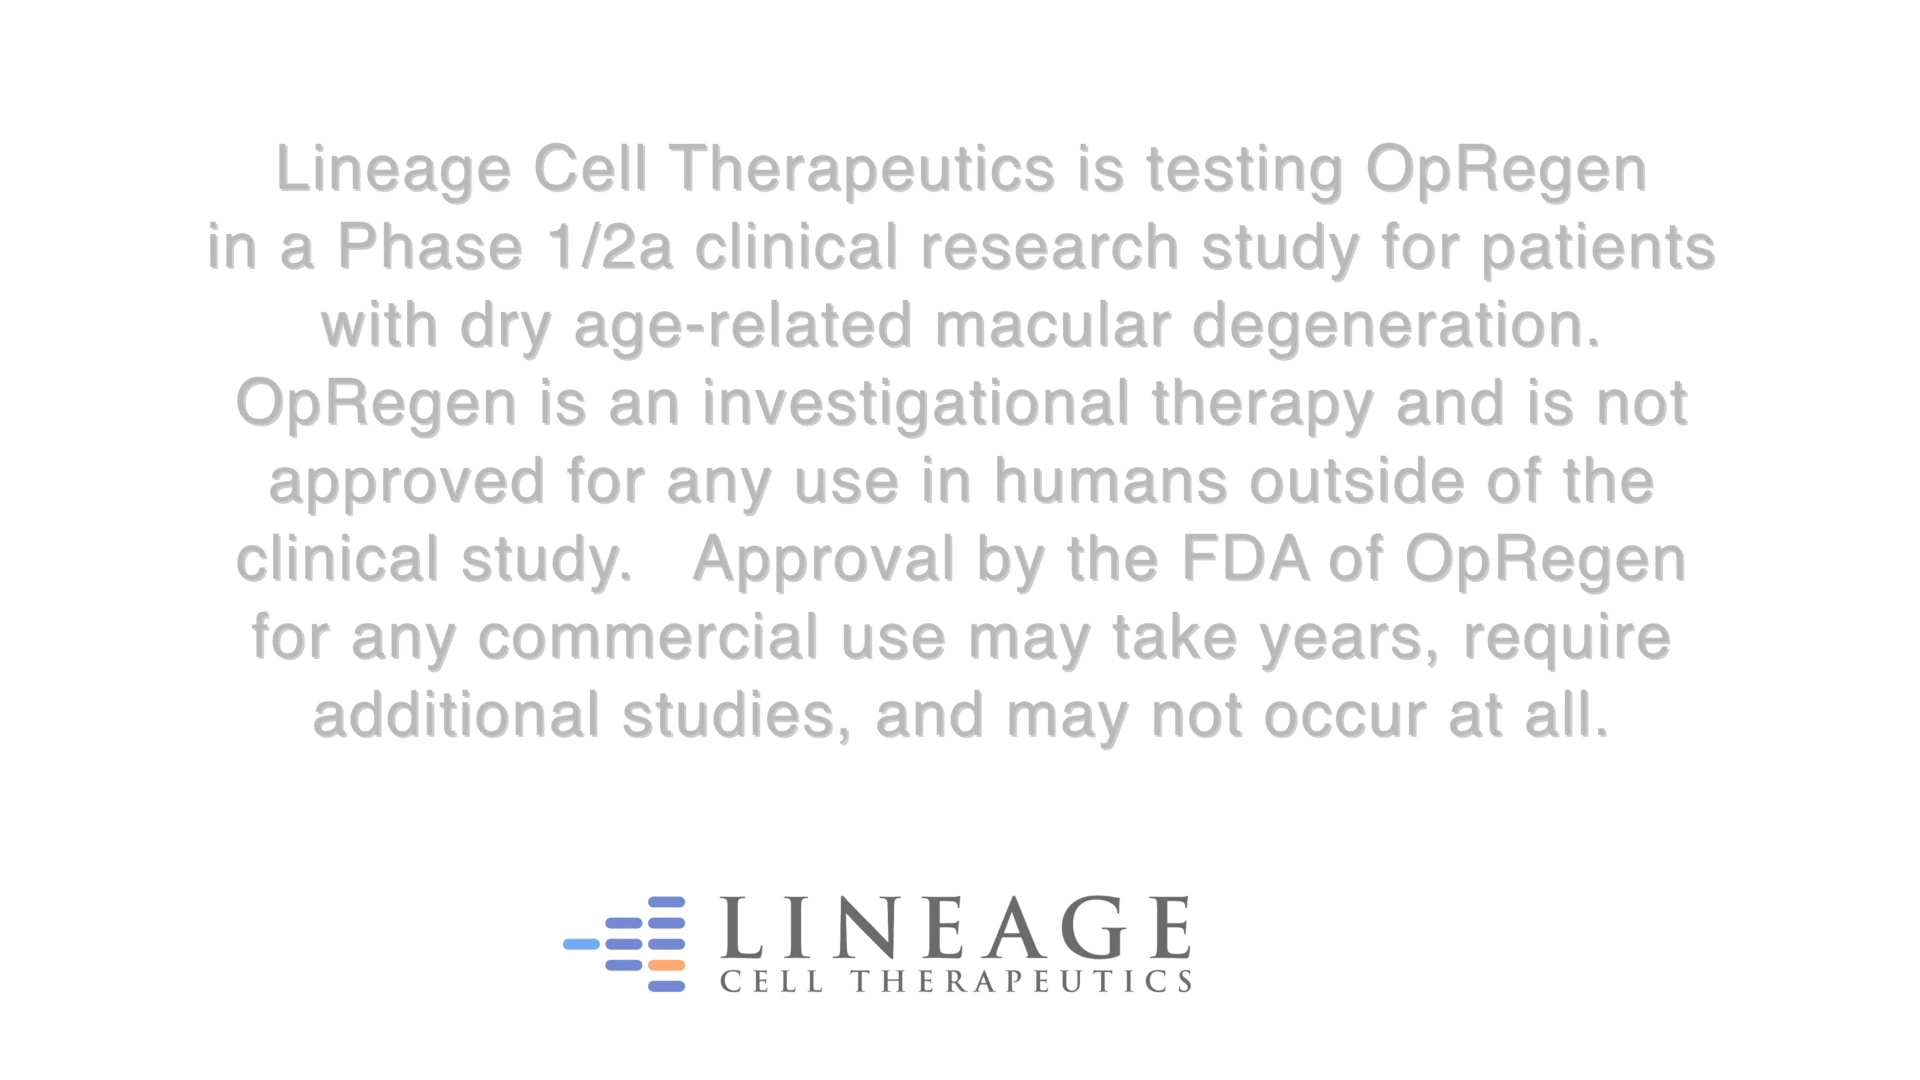 Lineage Cell Therapeutics is testing OpRegen
in a Phase 1/2a clinical research study for patients
with dry age-related macular degeneration.
OpRegen is an investigational therapy and is not
approved for any use in humans outside of the
clinical study.   Approval by the FDA of OpRegen
for any commercial use may take years, require
additional studies, and may not occur at all.
LINEAGE
CELL THERAPEUTICS